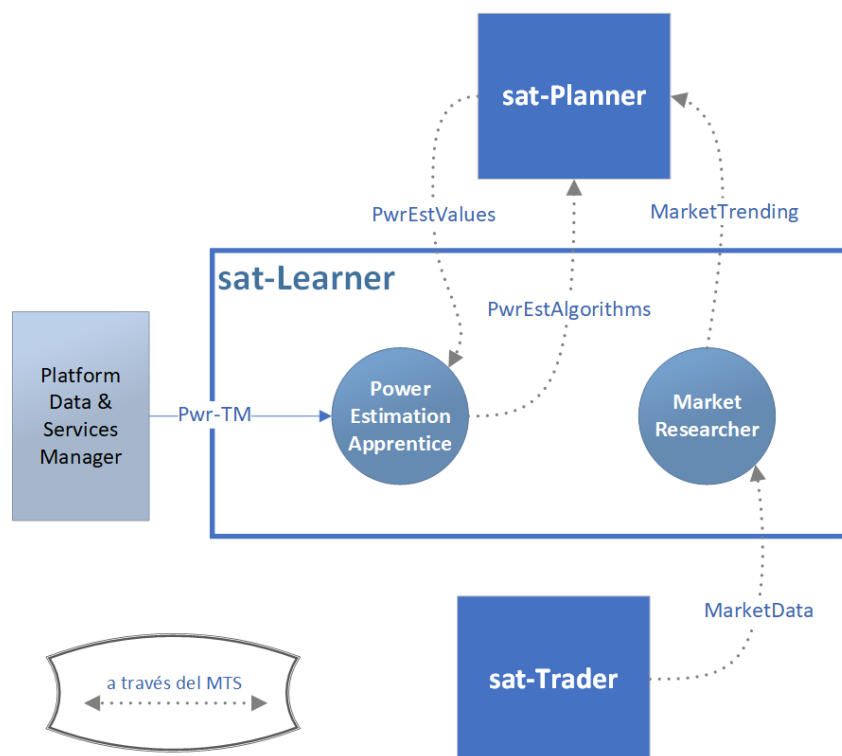 sat-Planner
PwrEstValues
MarketTrending
sat-Learner
PwrEstAlgorithms
Platform
Data &
Services
Manager
Pwr-TM
Power
Estimation
Apprentice
Market
Researcher
MarketData
a través del MTS
sat-Trader